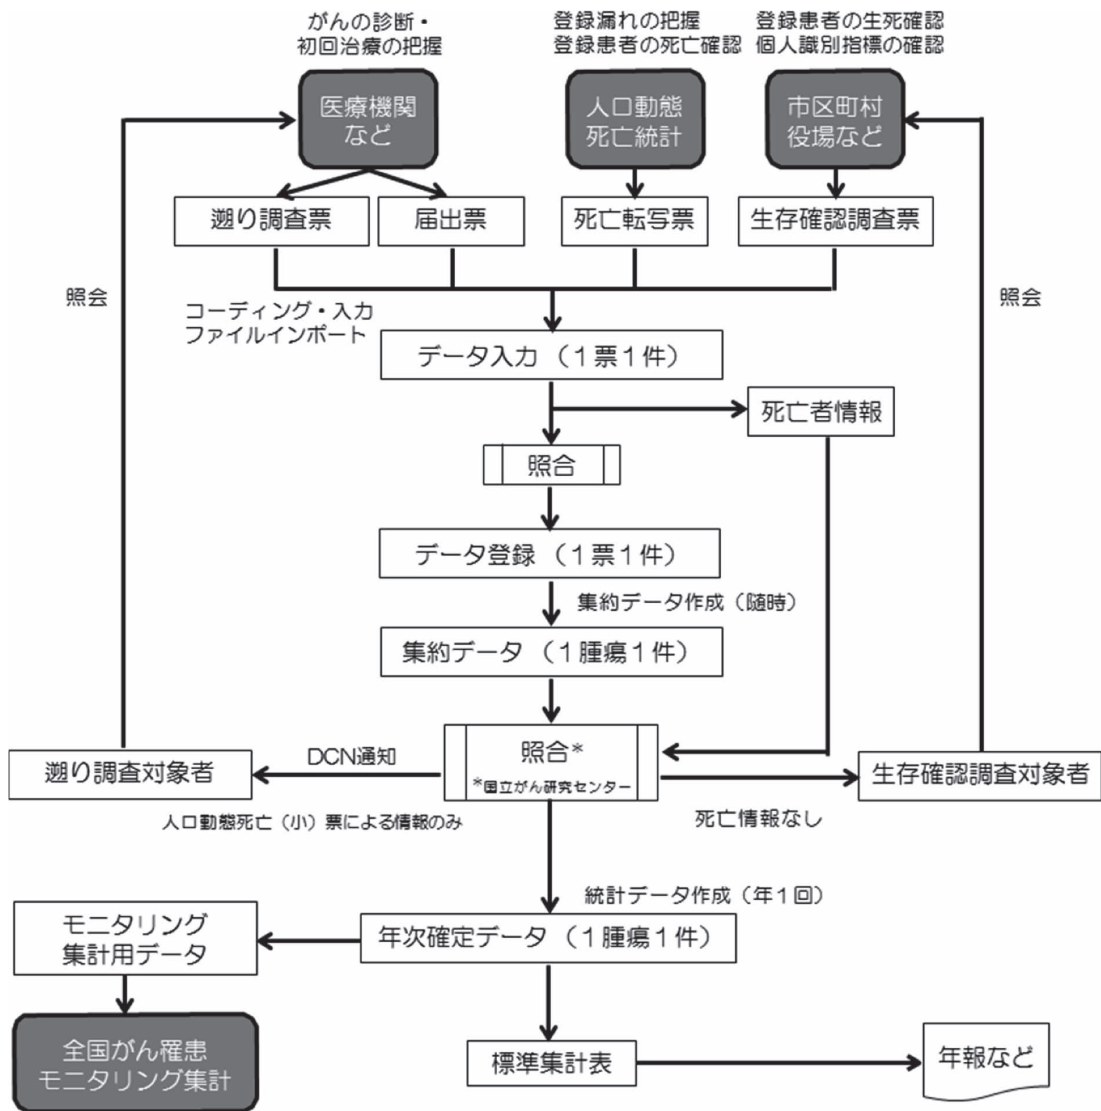 がんの診断・
初回治療の把握
登録漏れの把握
登録患者の死亡確認
登録患者の生死確認
個人識別指標の確認
医療機関
など
人口動態
死亡統計
市区町村
役場など
遡り調査票
届出票
死亡転写票
生存確認調査票
照会
照会
コーディング・入力
ファイルインポート
データ入力（１票１件）
死亡者情報
照合
データ登録（１票１件）
集約データ作成（随時）
集約データ（１腫瘍１件）
遡り調査対象者
DCN通知
照合*
*国立がん研究センター
生存確認調査対象者
人口動態死亡（小）票による情報のみ
死亡情報なし
統計データ作成（年１回）
モニタリング
集計用データ
年次確定データ（１腫瘍１件）
全国がん罹患
モニタリング集計
標準集計表
年報など